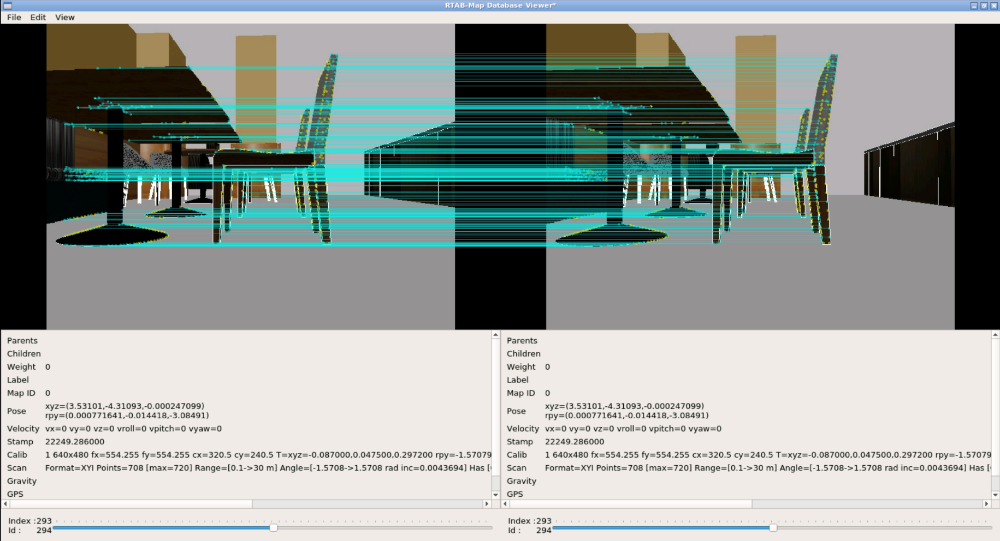 RTAB-Map Database Viewer*
File Edit View
Parents
Children
Weight 0
Label
Map ID 0
Pose xyz=(3.53101,-4.31093,-0.000247099)
rpy=(0.000771641,-0.014418,-3.08491)
Velocity vx=0 vy=0 vz=0 vroll=0 vpitch=0 vyaw=0
Stamp 22249.286000
Calib 1 640x480 fx=554.255 fy=554.255 cx=320.5 cy=240.5 T=xyz=-0.087000,0.047500,0.297200 rpy=-1.57079
Scan Format=XYI Points=708 [max=720] Range=[0.1->30 m] Angle=[-1.5708->1.5708 rad inc=0.0043694] Has [
Gravity
GPS
Index :293
Id : 294
Parents
Children
Weight 0
Label
Map ID 0
Pose xyz=(3.53101,-4.31093,-0.000247099)
rpy=(0.000771641,-0.014418,-3.08491)
Velocity vx=0 vy=0 vz=0 vroll=0 vpitch=0 vyaw=0
Stamp 22249.286000
Calib 1 640x480 fx=554.255 fy=554.255 cx=320.5 cy=240.5 T=xyz=-0.087000,0.047500,0.297200 rpy=-1.57079
Scan Format=XYI Points=708 [max=720] Range=[0.1->30 m] Angle=[-1.5708->1.5708 rad inc=0.0043694] Has [
Gravity
GPS
Index :293
Id : 294